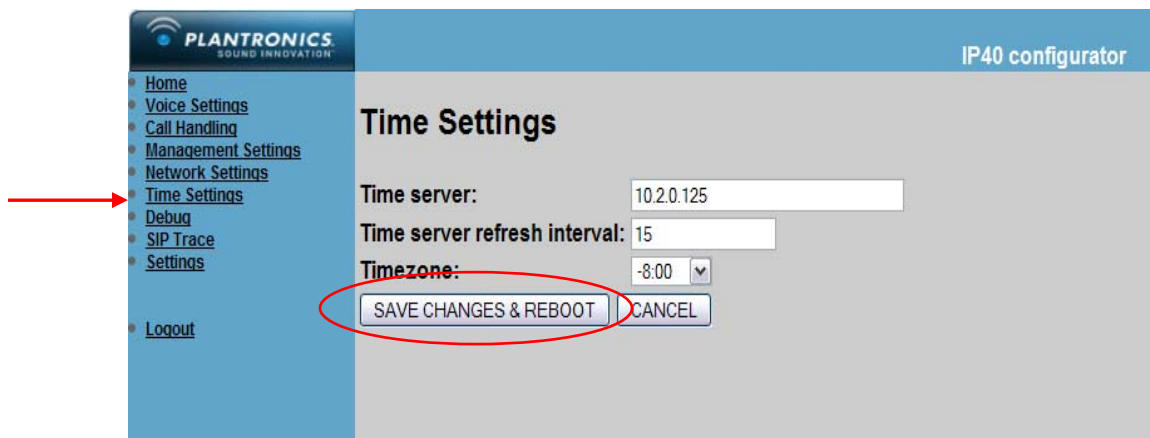 PLANTRONICS.
SOUND INNOVATION™
IP40 configurator
Home
Voice Settings
Call Handling
Management Settings
Network Settings
Time Settings
Debug
SIP Trace
Settings
Logout
Time Settings
Time server: 10.2.0.125
Time server refresh interval: 15
Timezone: -8:00
SAVE CHANGES & REBOOT CANCEL